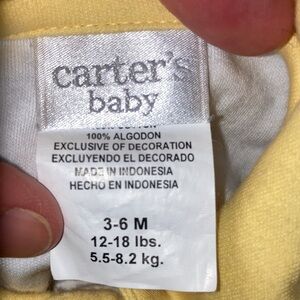 carter's
baby
100% ALGODON
EXCLUSIVE OF DECORATION
EXCLUYENDO EL DECORADO
MADE IN INDONESIA
HECHO EN INDONESIA
3-6 M
12-18 lbs.
5.5-8.2 kg.